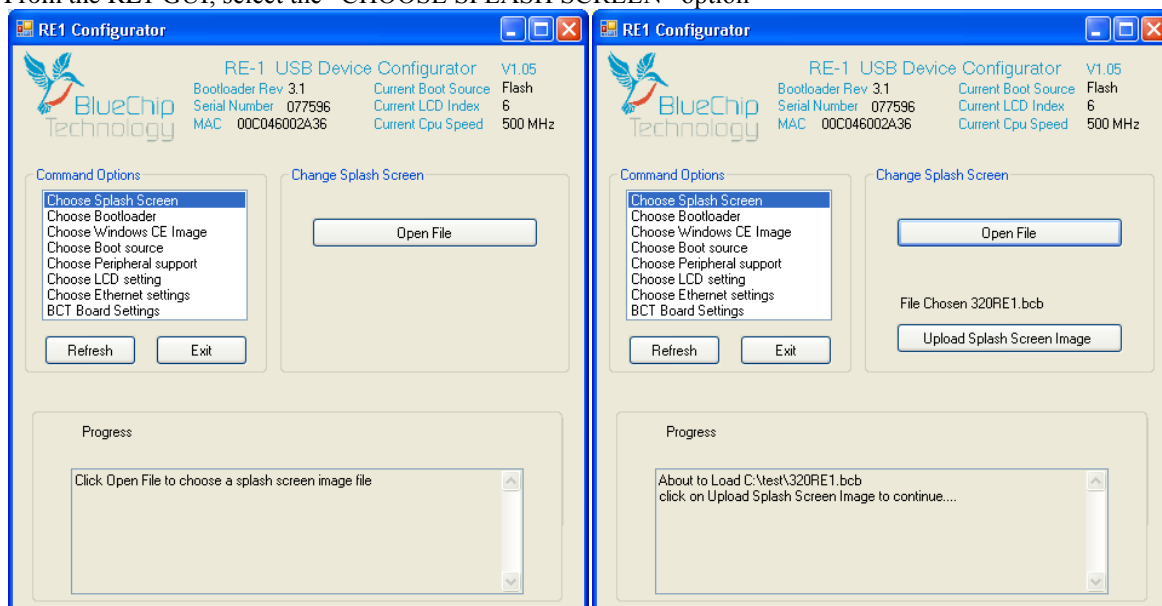 From the RE1 GUI, select the "CHOOSE SPLASH SCREEN" option
RE1 Configurator
BlueChip
Technology
RE-1 USB Device Configurator V1.05
Bootloader Rev 3.1 Current Boot Source Flash
Serial Number 077596 Current LCD Index 6
MAC 00C046002A36 Current Cpu Speed 500 MHz
Command Options
Choose Splash Screen
Choose Bootloader
Choose Windows CE Image
Choose Boot source
Choose Peripheral support
Choose LCD setting
Choose Ethernet settings
BCT Board Settings
Refresh Exit
Change Splash Screen
Open File
Progress
Click Open File to choose a splash screen image file
RE1 Configurator
BlueChip
Technology
RE-1 USB Device Configurator V1.05
Bootloader Rev 3.1 Current Boot Source Flash
Serial Number 077596 Current LCD Index 6
MAC 00C046002A36 Current Cpu Speed 500 MHz
Command Options
Choose Splash Screen
Choose Bootloader
Choose Windows CE Image
Choose Boot source
Choose Peripheral support
Choose LCD setting
Choose Ethernet settings
BCT Board Settings
Refresh Exit
Change Splash Screen
Open File
File Chosen 320RE1.bcb
Upload Splash Screen Image
Progress
About to Load C:\test\320RE1.bcb
click on Upload Splash Screen Image to continue....